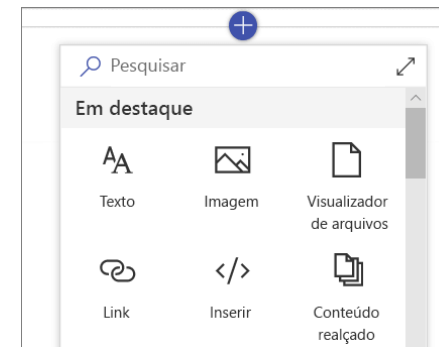 Pesquisar
Em destaque
Texto
Imagem
Visualizador
de arquivos
Link
Inserir
Conteúdo
realçado